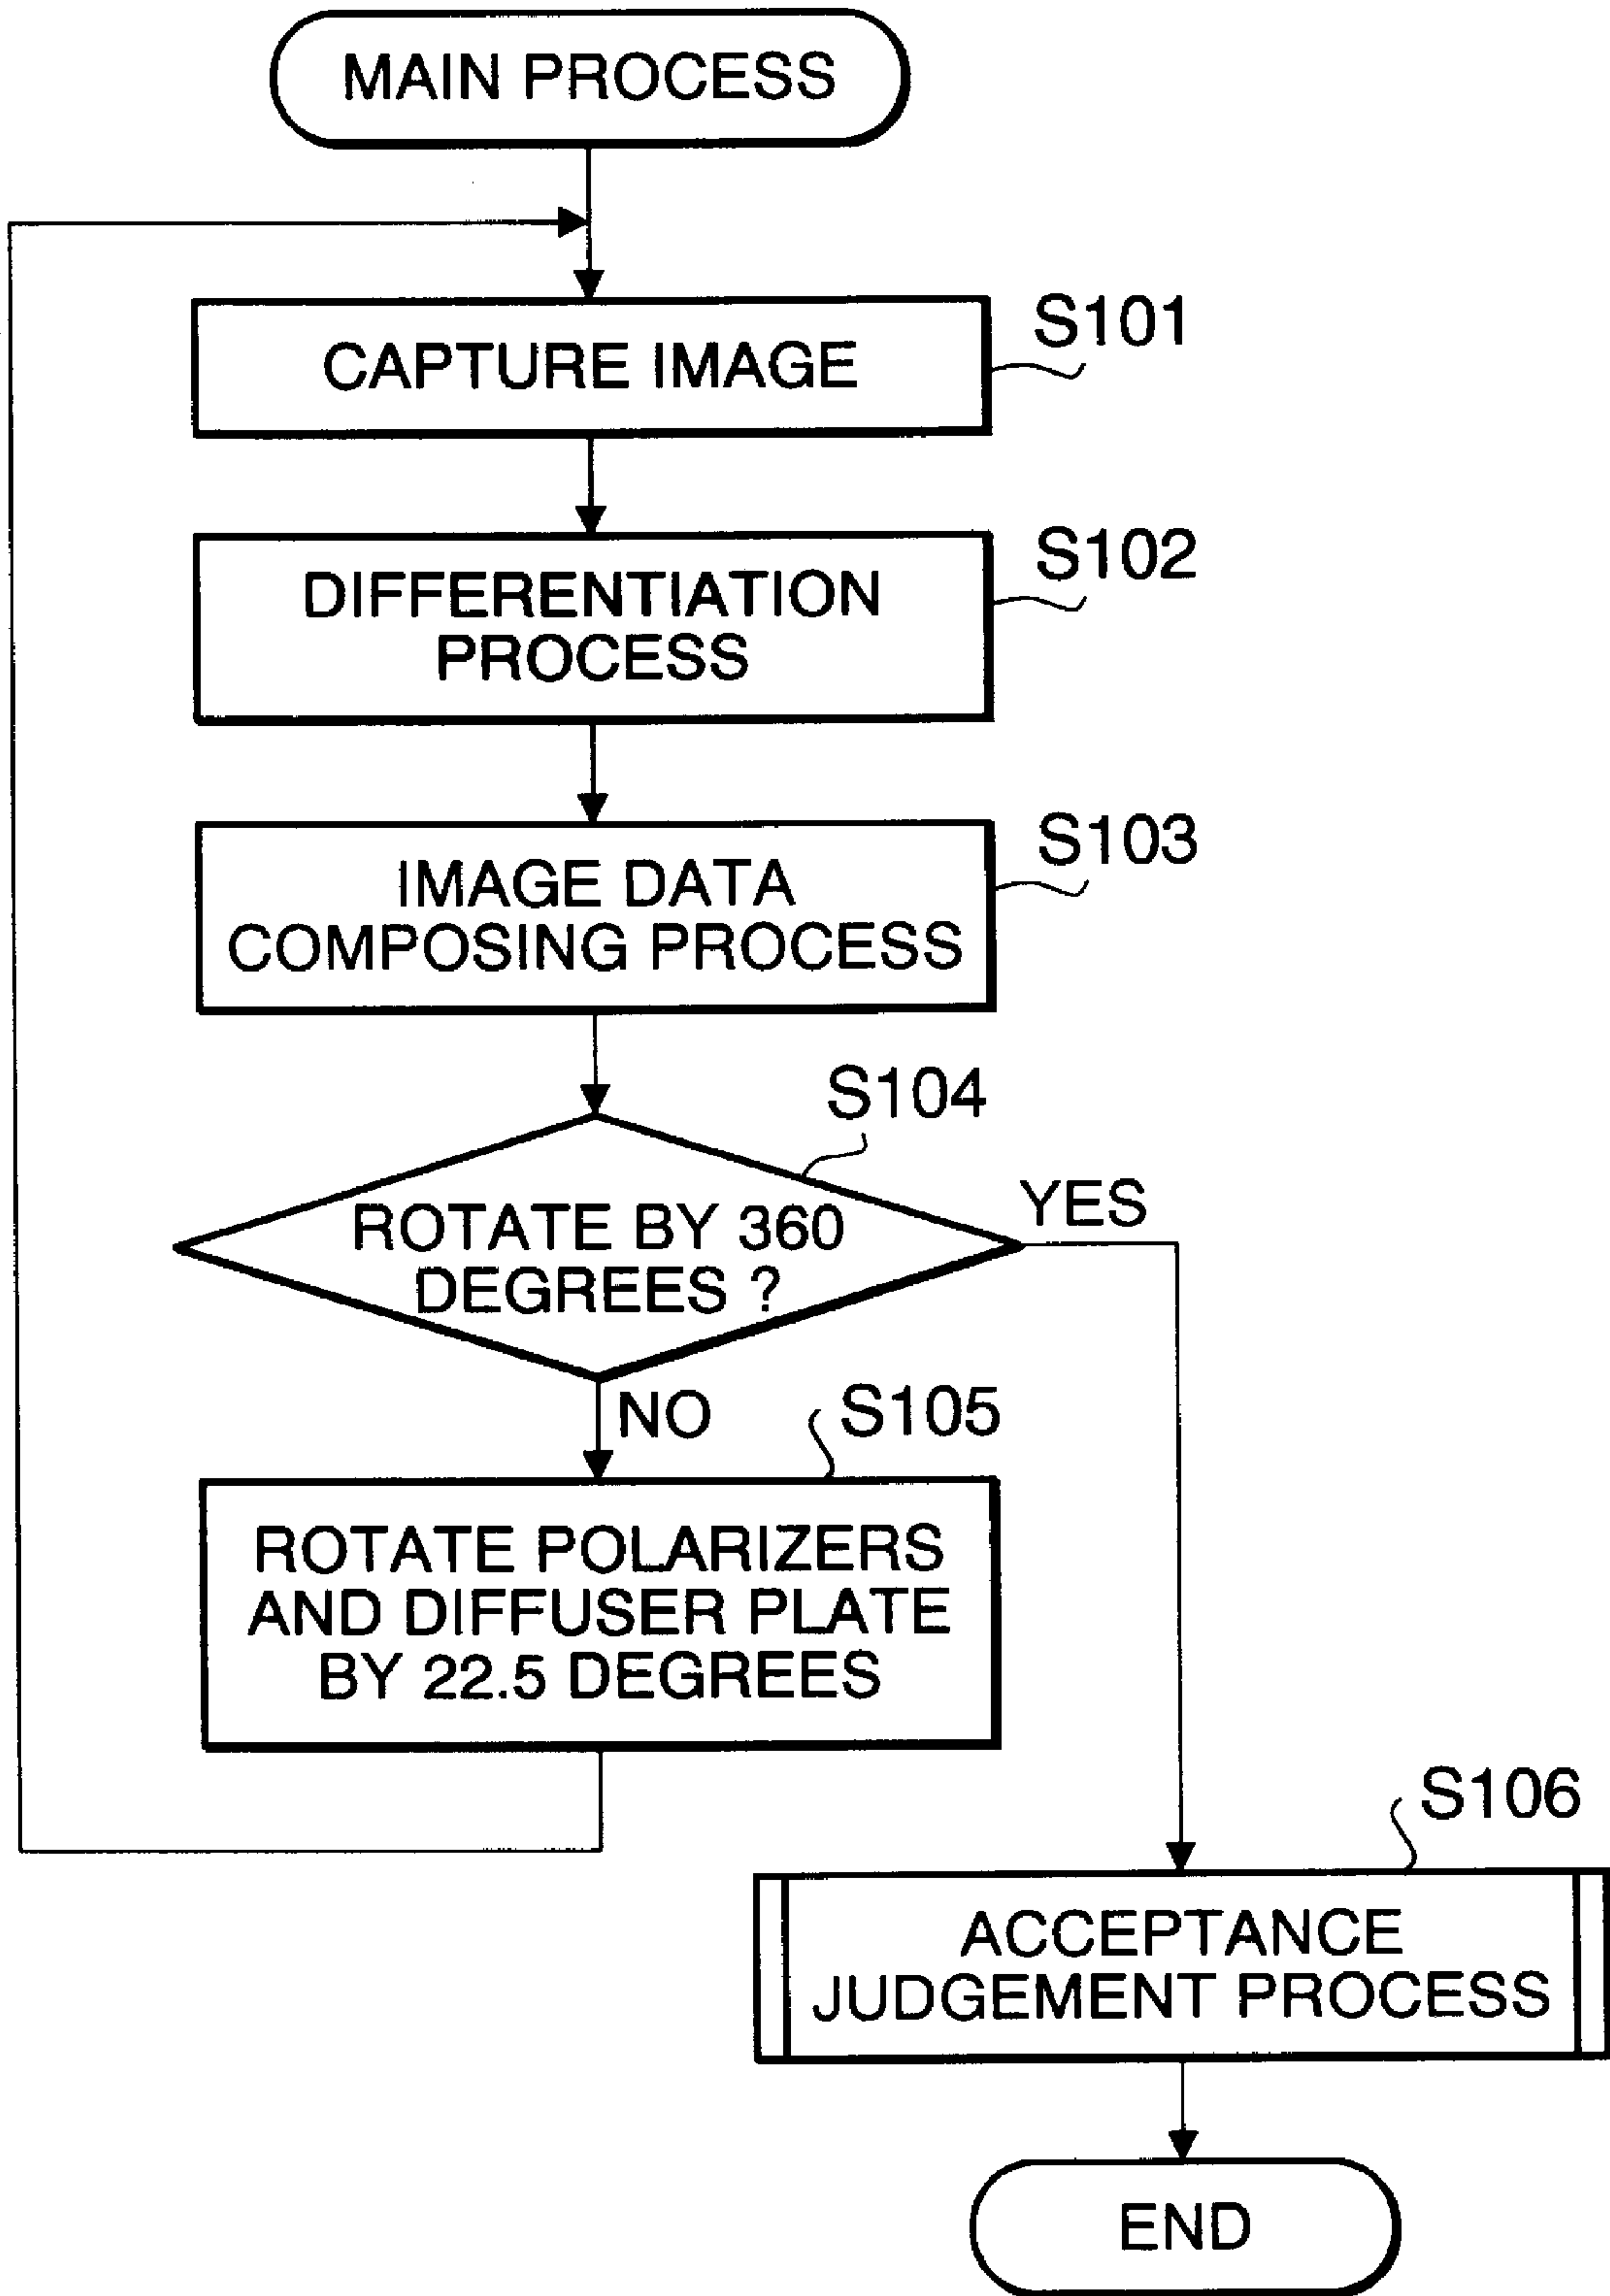 MAIN PROCESS
S101
CAPTURE IMAGE
S102
DIFFERENTIATION
PROCESS
S103
IMAGE DATA
COMPOSING PROCESS
S104
ROTATE BY 360
DEGREES ?
YES
NO
S105
ROTATE POLARIZERS
AND DIFFUSER PLATE
BY 22.5 DEGREES
S106
ACCEPTANCE
JUDGEMENT PROCESS
END